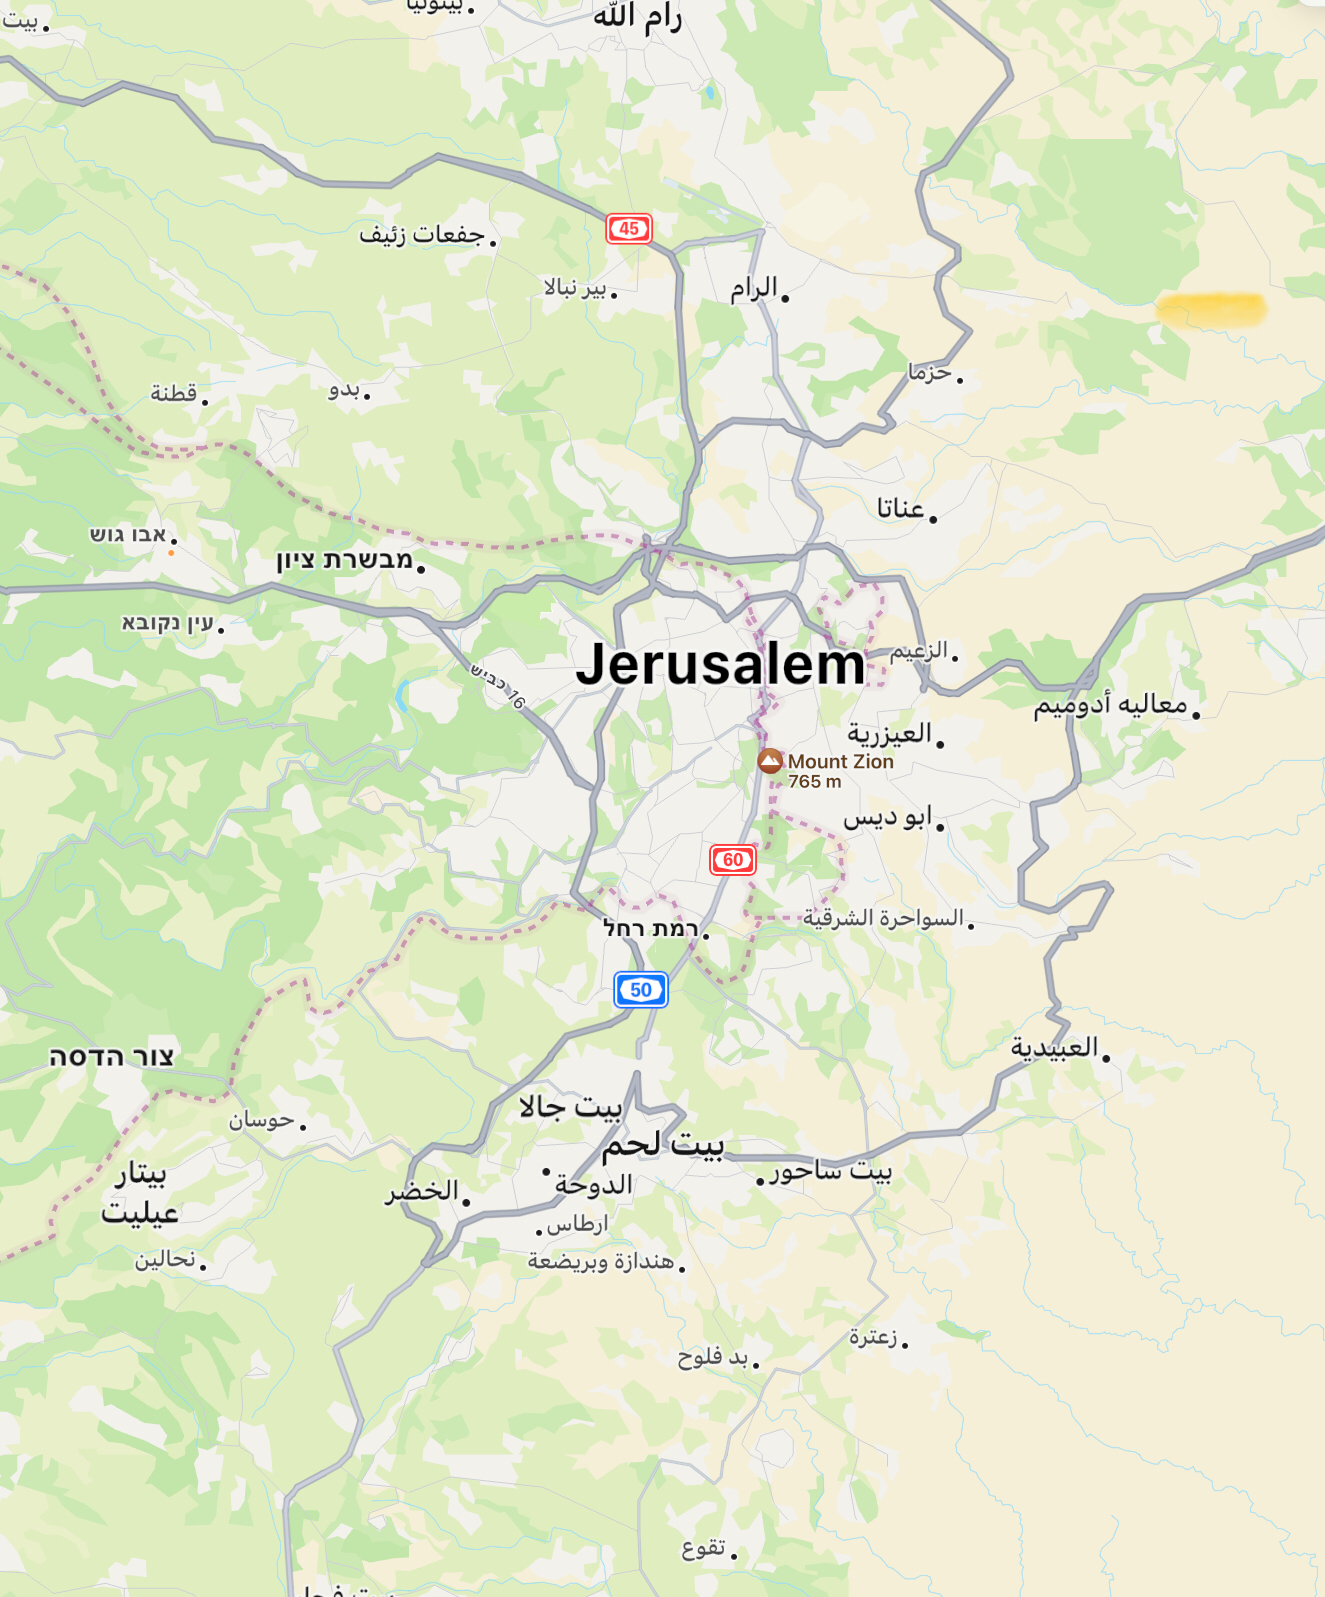 بيتونيا
رام الله
بيت
45
جفعات زئيف
بير نبالا
الرام
حزما
قطنة
بدو
عناتا
אבו גוש
מבשרת ציון
עין נקובא
Jerusalem
الزعيم
כביש 16
معاليه أدوميم
العيزرية
Mount Zion
765 m
ابو ديس
60
السواحرة الشرقية
רמת רחל
50
العبيدية
צור הדסה
بيت جالا
حوسان
بيت لحم
بيتار
عيليت
الدوحة
بيت ساحور
الخضر
ارطاس
نحالين
هندازة وبريضعة
زعترة
بد فلوح
تقوع